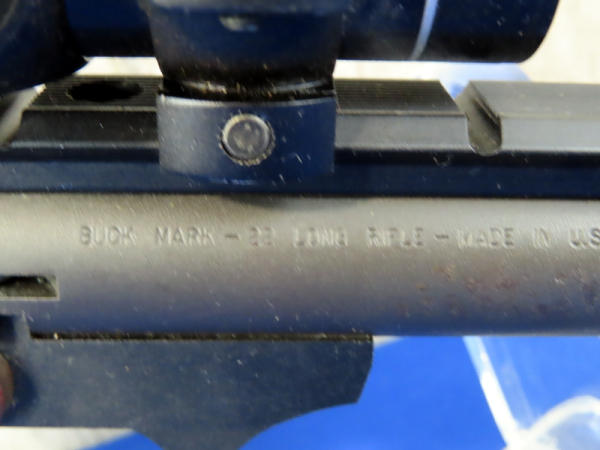 BUCK MARK - 22 LONG RIFLE - MADE IN U.S